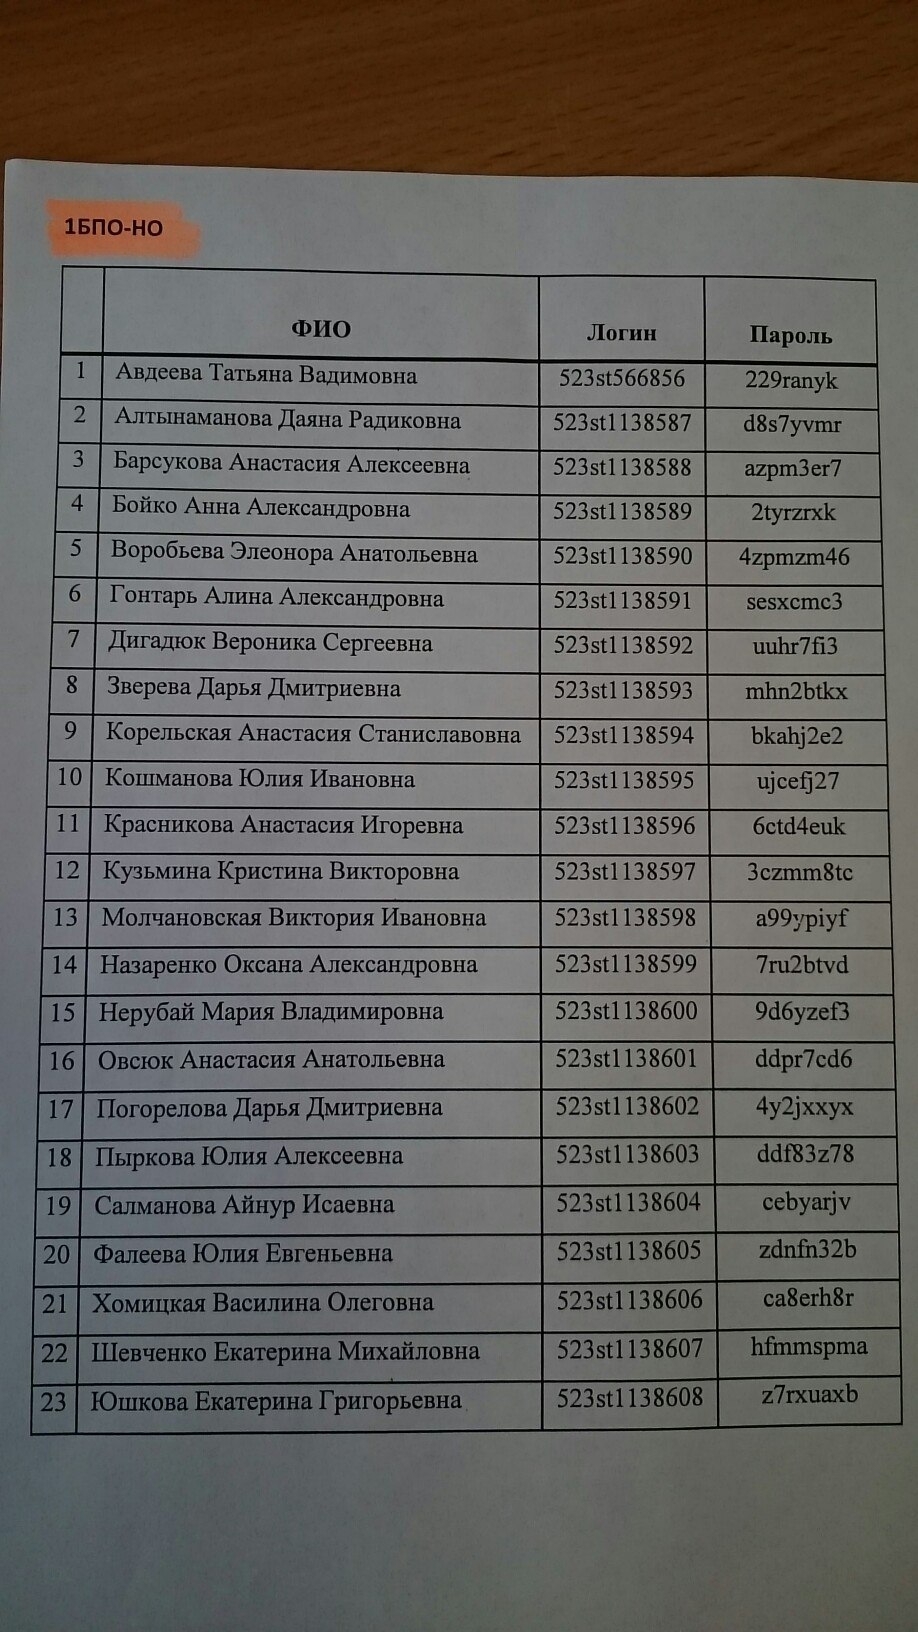 1БПО-НО
ФИО Логин Пароль
1 Авдеева Татьяна Вадимовна 523st566856 229ranyk
2 Алтынаманова Даяна Радиковна 523st1138587 d8s7yvmr
3 Барсукова Анастасия Алексеевна 523st1138588 azpm3er7
4 Бойко Анна Александровна 523st1138589 2tyrzrxk
5 Воробьева Элеонора Анатольевна 523st1138590 4zpmzm46
6 Гонтарь Алина Александровна 523st1138591 sesxcmc3
7 Дигадюк Вероника Сергеевна 523st1138592 uuhr7fi3
8 Зверева Дарья Дмитриевна 523st1138593 mhn2btkx
9 Корельская Анастасия Станиславовна 523st1138594 bkahj2e2
10 Кошманова Юлия Ивановна 523st1138595 ujcefj27
11 Красникова Анастасия Игоревна 523st1138596 6ctd4euk
12 Кузьмина Кристина Викторовна 523st1138597 3czmm8tc
13 Молчановская Виктория Ивановна 523st1138598 a99ypiyf
14 Назаренко Оксана Александровна 523st1138599 7ru2btvd
15 Нерубай Мария Владимировна 523st1138600 9d6yzef3
16 Овсюк Анастасия Анатольевна 523st1138601 ddpr7cd6
17 Погорелова Дарья Дмитриевна 523st1138602 4y2jxxyx
18 Пыркова Юлия Алексеевна 523st1138603 ddf83z78
19 Салманова Айнур Исаевна 523st1138604 cebyarjv
20 Фалеева Юлия Евгеньевна 523st1138605 zdnfn32b
21 Хомицкая Василина Олеговна 523st1138606 ca8erh8r
22 Шевченко Екатерина Михайловна 523st1138607 hfmmspma
23 Юшкова Екатерина Григорьевна 523st1138608 z7rxuaxb